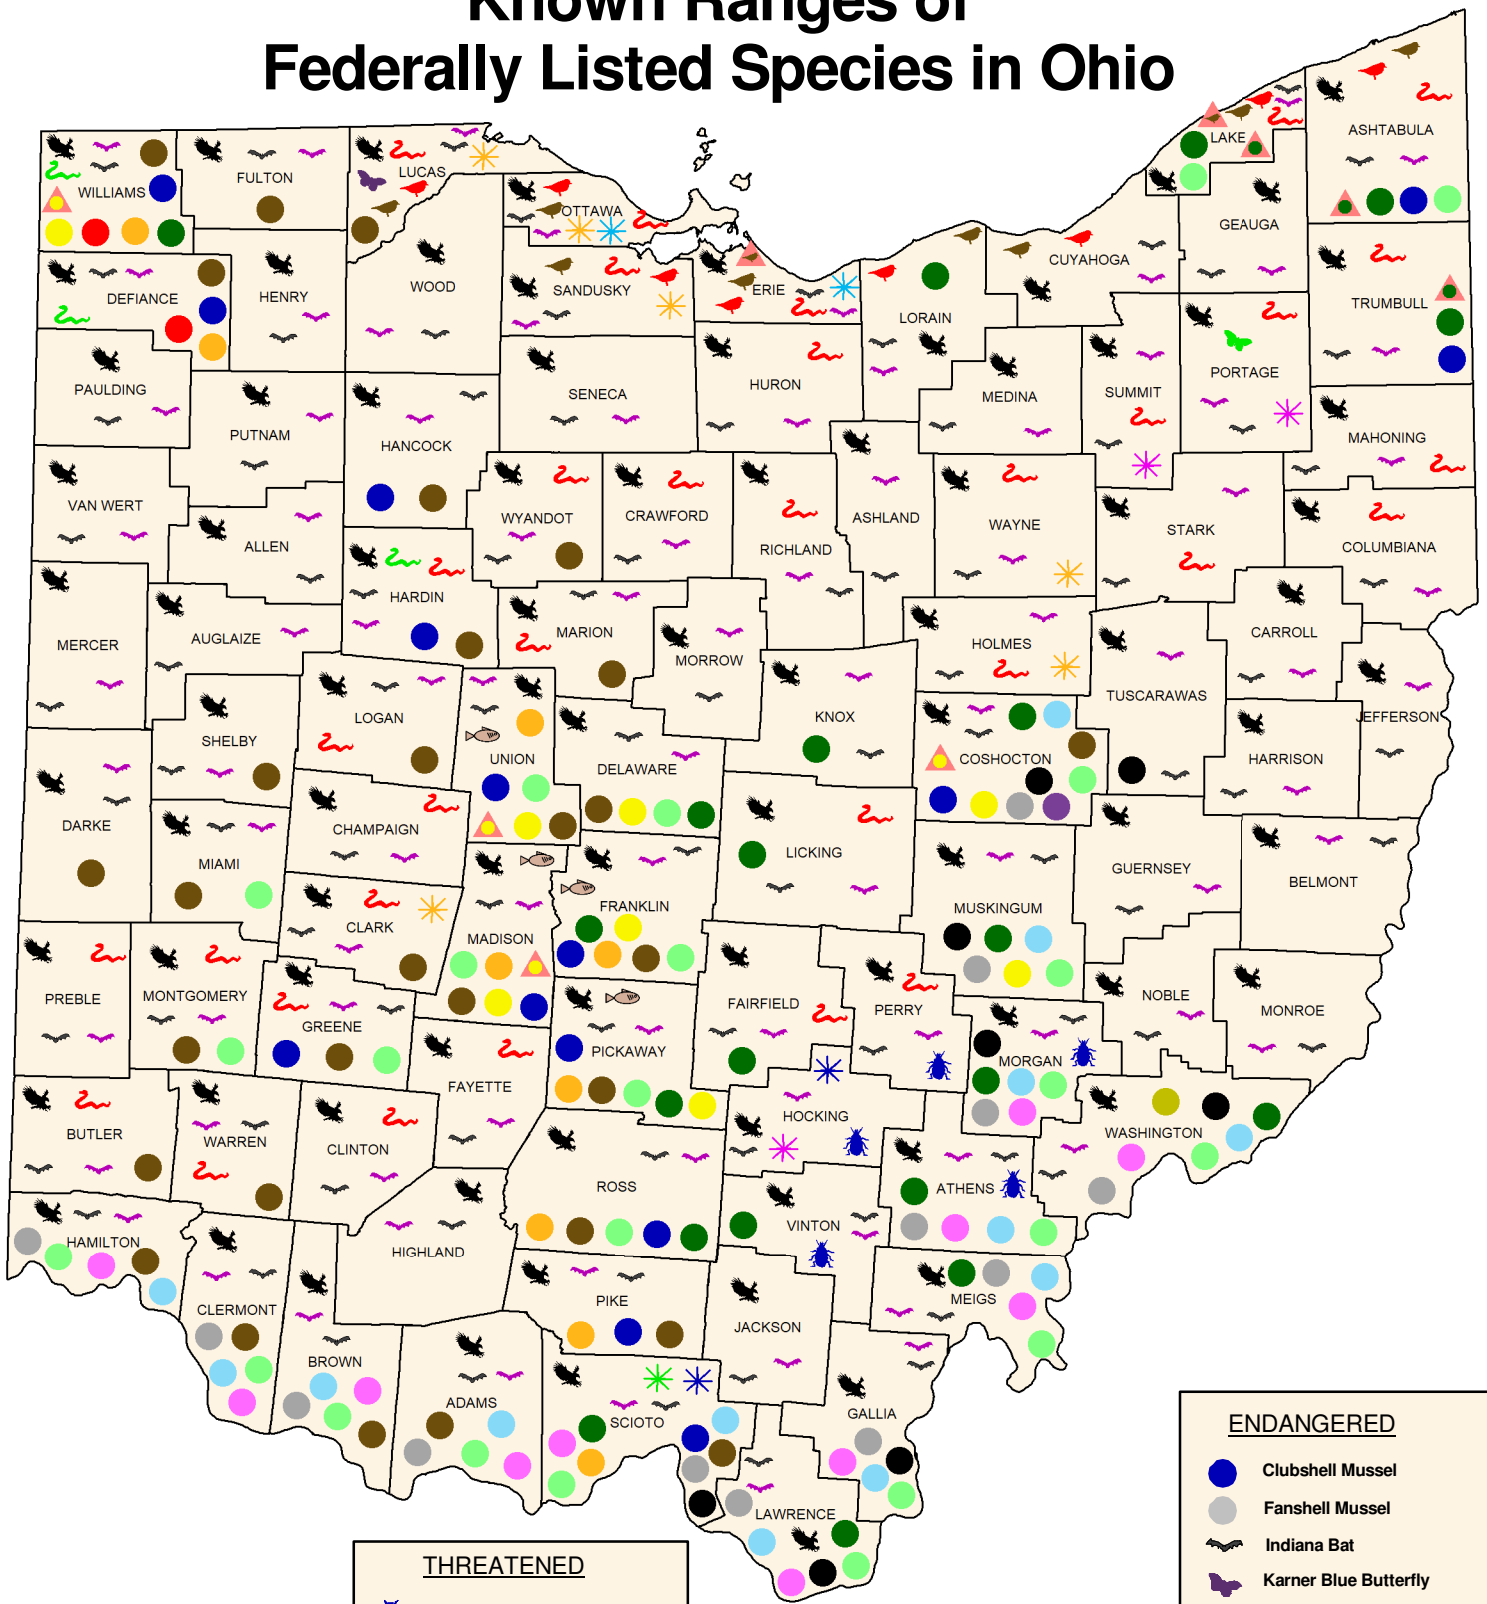 Known Ranges of
Federally Listed Species in Ohio
LAKE
ASHTABULA
WILLIAMS
FULTON
LUCAS
OTTAWA
GEAUGA
CUYAHOGA
DEFIANCE
HENRY
WOOD
SANDUSKY
ERIE
LORAIN
TRUMBULL
PAULDING
SENECA
HURON
MEDINA
SUMMIT
PORTAGE
PUTNAM
HANCOCK
MAHONING
VAN WERT
ALLEN
WYANDOT
CRAWFORD
RICHLAND
ASHLAND
WAYNE
STARK
COLUMBIANA
MERCER
AUGLAIZE
HARDIN
MARION
MORROW
HOLMES
CARROLL
TUSCARAWAS
JEFFERSON
LOGAN
SHELBY
UNION
DELAWARE
KNOX
COSHOCTON
HARRISON
DARKE
MIAMI
CHAMPAIGN
LICKING
GUERNSEY
BELMONT
CLARK
MADISON
FRANKLIN
MUSKINGUM
PREBLE
MONTGOMERY
GREENE
FAIRFIELD
PERRY
NOBLE
MONROE
PICKAWAY
MORGAN
FAYETTE
HOCKING
BUTLER
WARREN
CLINTON
WASHINGTON
ROSS
ATHENS
VINTON
HAMILTON
HIGHLAND
CLERMONT
PIKE
MEIGS
JACKSON
BROWN
ADAMS
SCIOTO
GALLIA
LAWRENCE
ENDANGERED
Clubshell Mussel
Fanshell Mussel
Indiana Bat
Karner Blue Butterfly
THREATENED